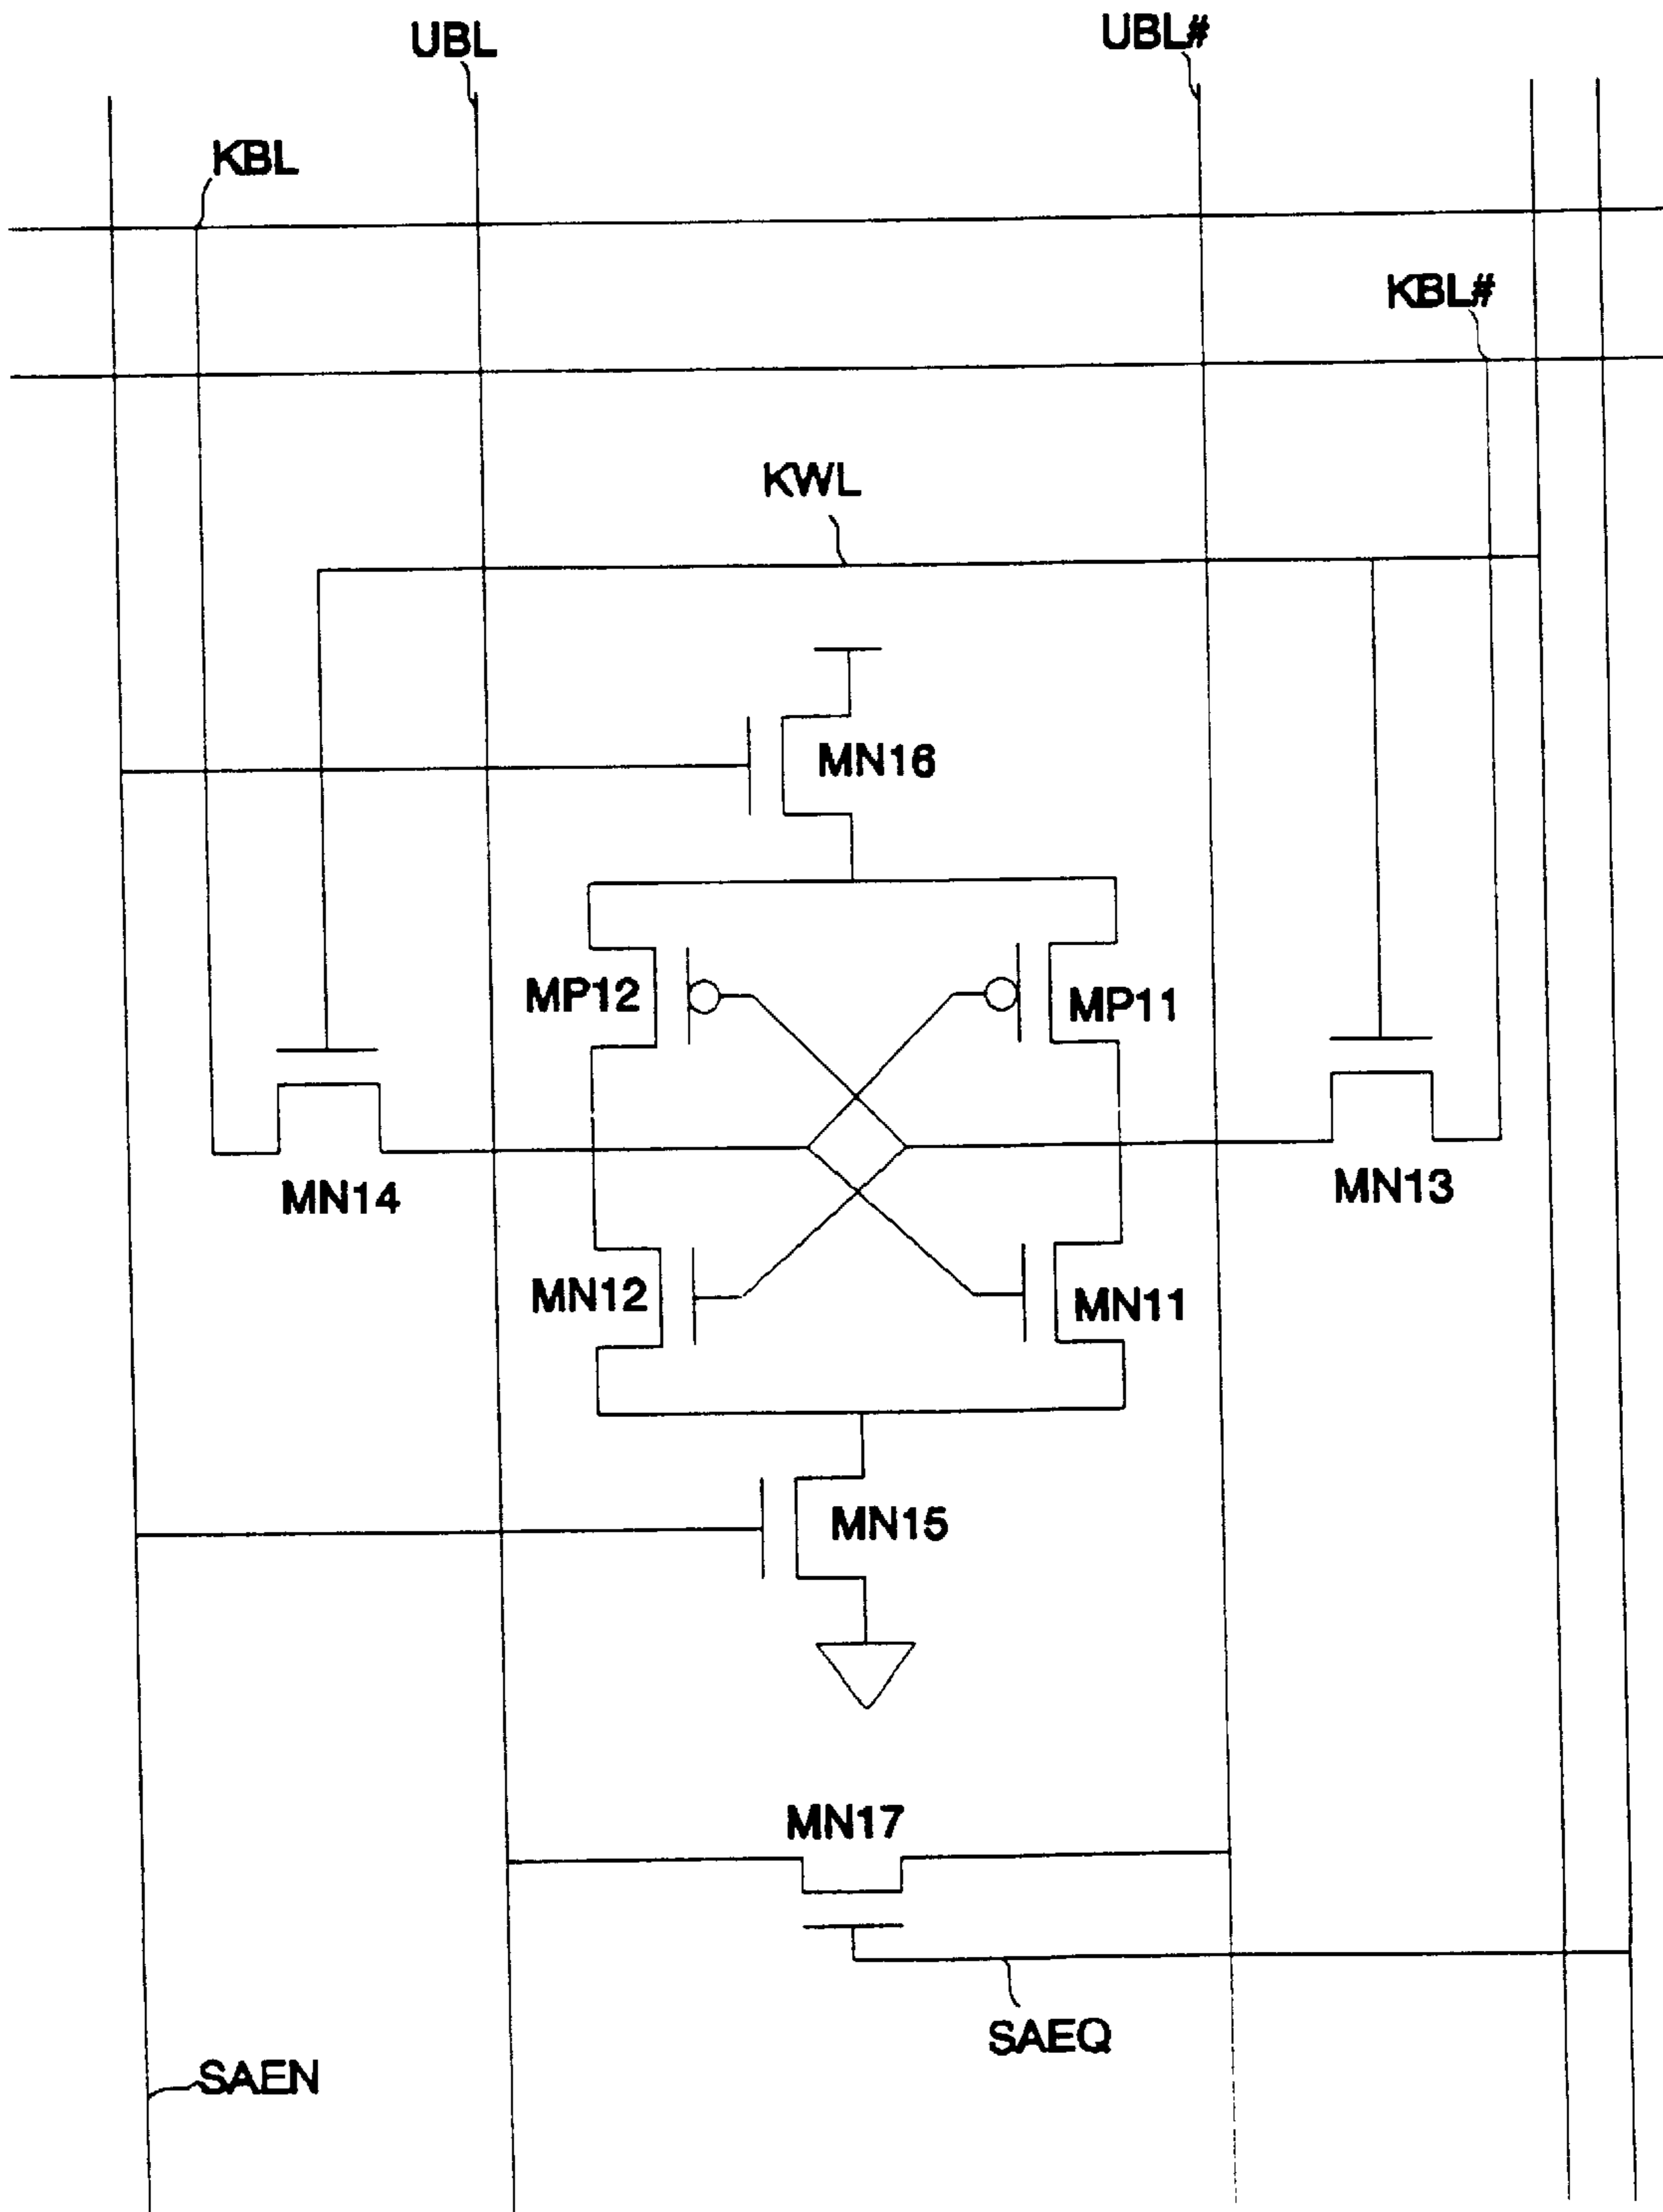 UBL
UBL#
KBL
KBL#
KWL
MN16
MP12
MP11
MN14
MN13
MN12
MN11
MN15
MN17
SAEQ
SAEN